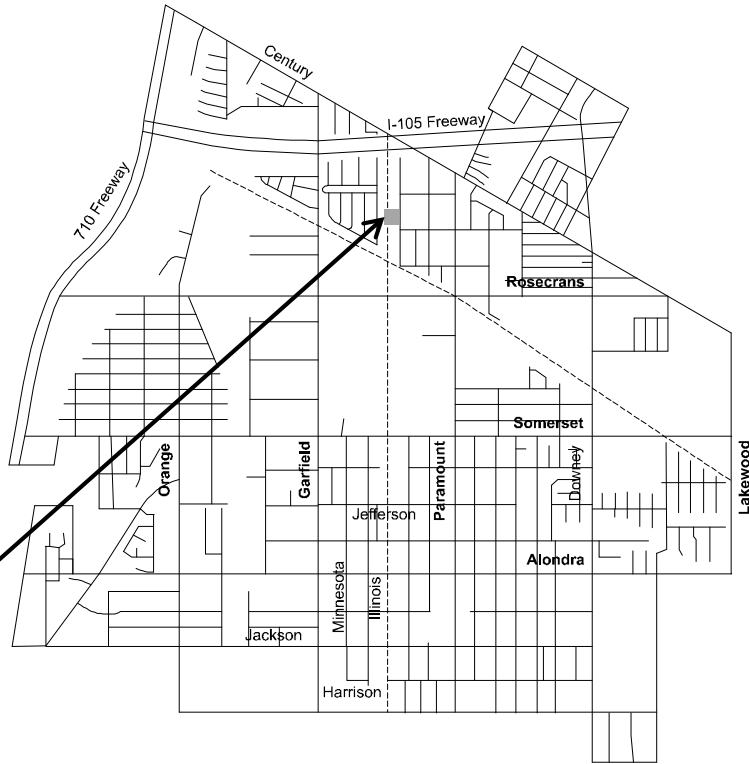 Century
I-105 Freeway
710 Freeway
Rosecrans
Somerset
Orange
Garfield
Paramount
Downey
Lakewood
Jefferson
Alondra
Minnesota
Illinois
Jackson
Harrison